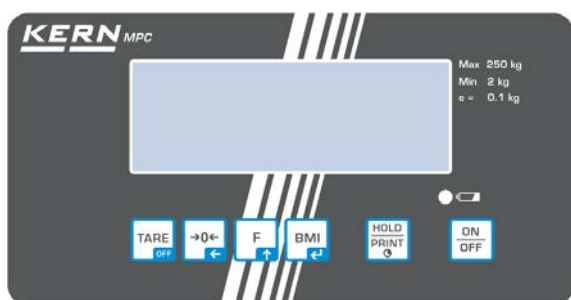 KERN MPC
Max 250 kg
Min 2 kg
e = 0.1 kg
TARE
OFF
→0←
←
F
↑
BMI
↵
HOLD
PRINT
ON
OFF